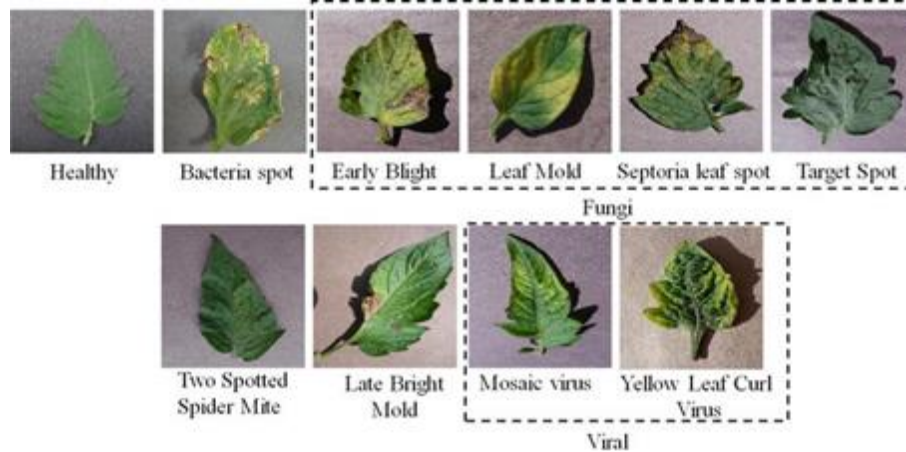 Healthy
Bacteria spot
Early Blight
Leaf Mold
Septoria leaf spot
Target Spot
Fungi
Two Spotted
Spider Mite
Late Bright
Mold
Mosaic virus
Yellow Leaf Curl
Virus
Viral